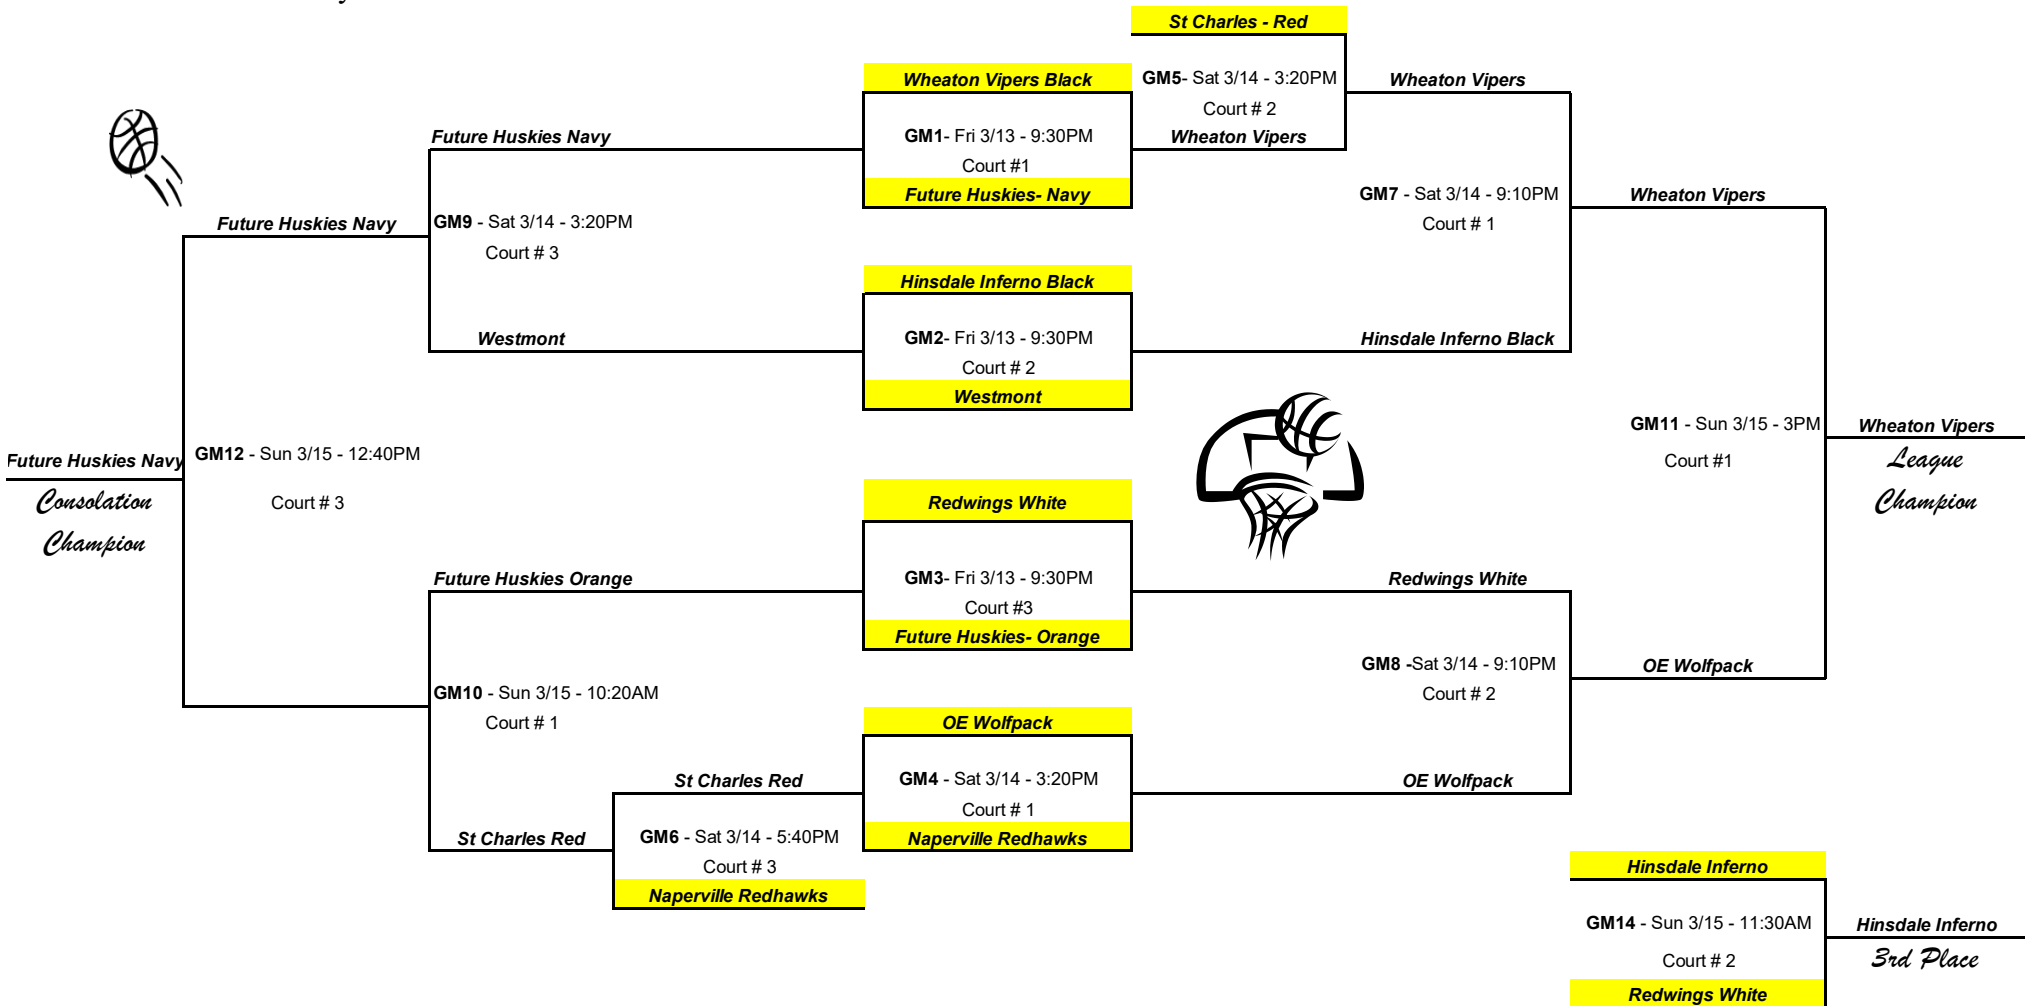 St Charles - Red
Wheaton Vipers Black
GM5- Sat 3/14 - 3:20PM
Wheaton Vipers
Court # 2
Future Huskies Navy
GM1- Fri 3/13 - 9:30PM
Wheaton Vipers
Court #1
Future Huskies- Navy
GM7 - Sat 3/14 - 9:10PM
Wheaton Vipers
Future Huskies Navy
GM9 - Sat 3/14 - 3:20PM
Court # 1
Court # 3
Hinsdale Inferno Black
Westmont
GM2- Fri 3/13 - 9:30PM
Hinsdale Inferno Black
Court # 2
Westmont
GM11 - Sun 3/15 - 3PM
Wheaton Vipers
Future Huskies Navy
GM12 - Sun 3/15 - 12:40PM
Court #1
League
Consolation
Court # 3
Redwings White
Champion
Champion
Future Huskies Orange
GM3- Fri 3/13 - 9:30PM
Redwings White
Court #3
Future Huskies- Orange
GM8 -Sat 3/14 - 9:10PM
OE Wolfpack
GM10 - Sun 3/15 - 10:20AM
Court # 2
Court # 1
OE Wolfpack
St Charles Red
GM4 - Sat 3/14 - 3:20PM
OE Wolfpack
Court # 1
St Charles Red
GM6 - Sat 3/14 - 5:40PM
Naperville Redhawks
Court # 3
Hinsdale Inferno
Naperville Redhawks
GM14 - Sun 3/15 - 11:30AM
Hinsdale Inferno
Court # 2
3rd Place
Redwings White